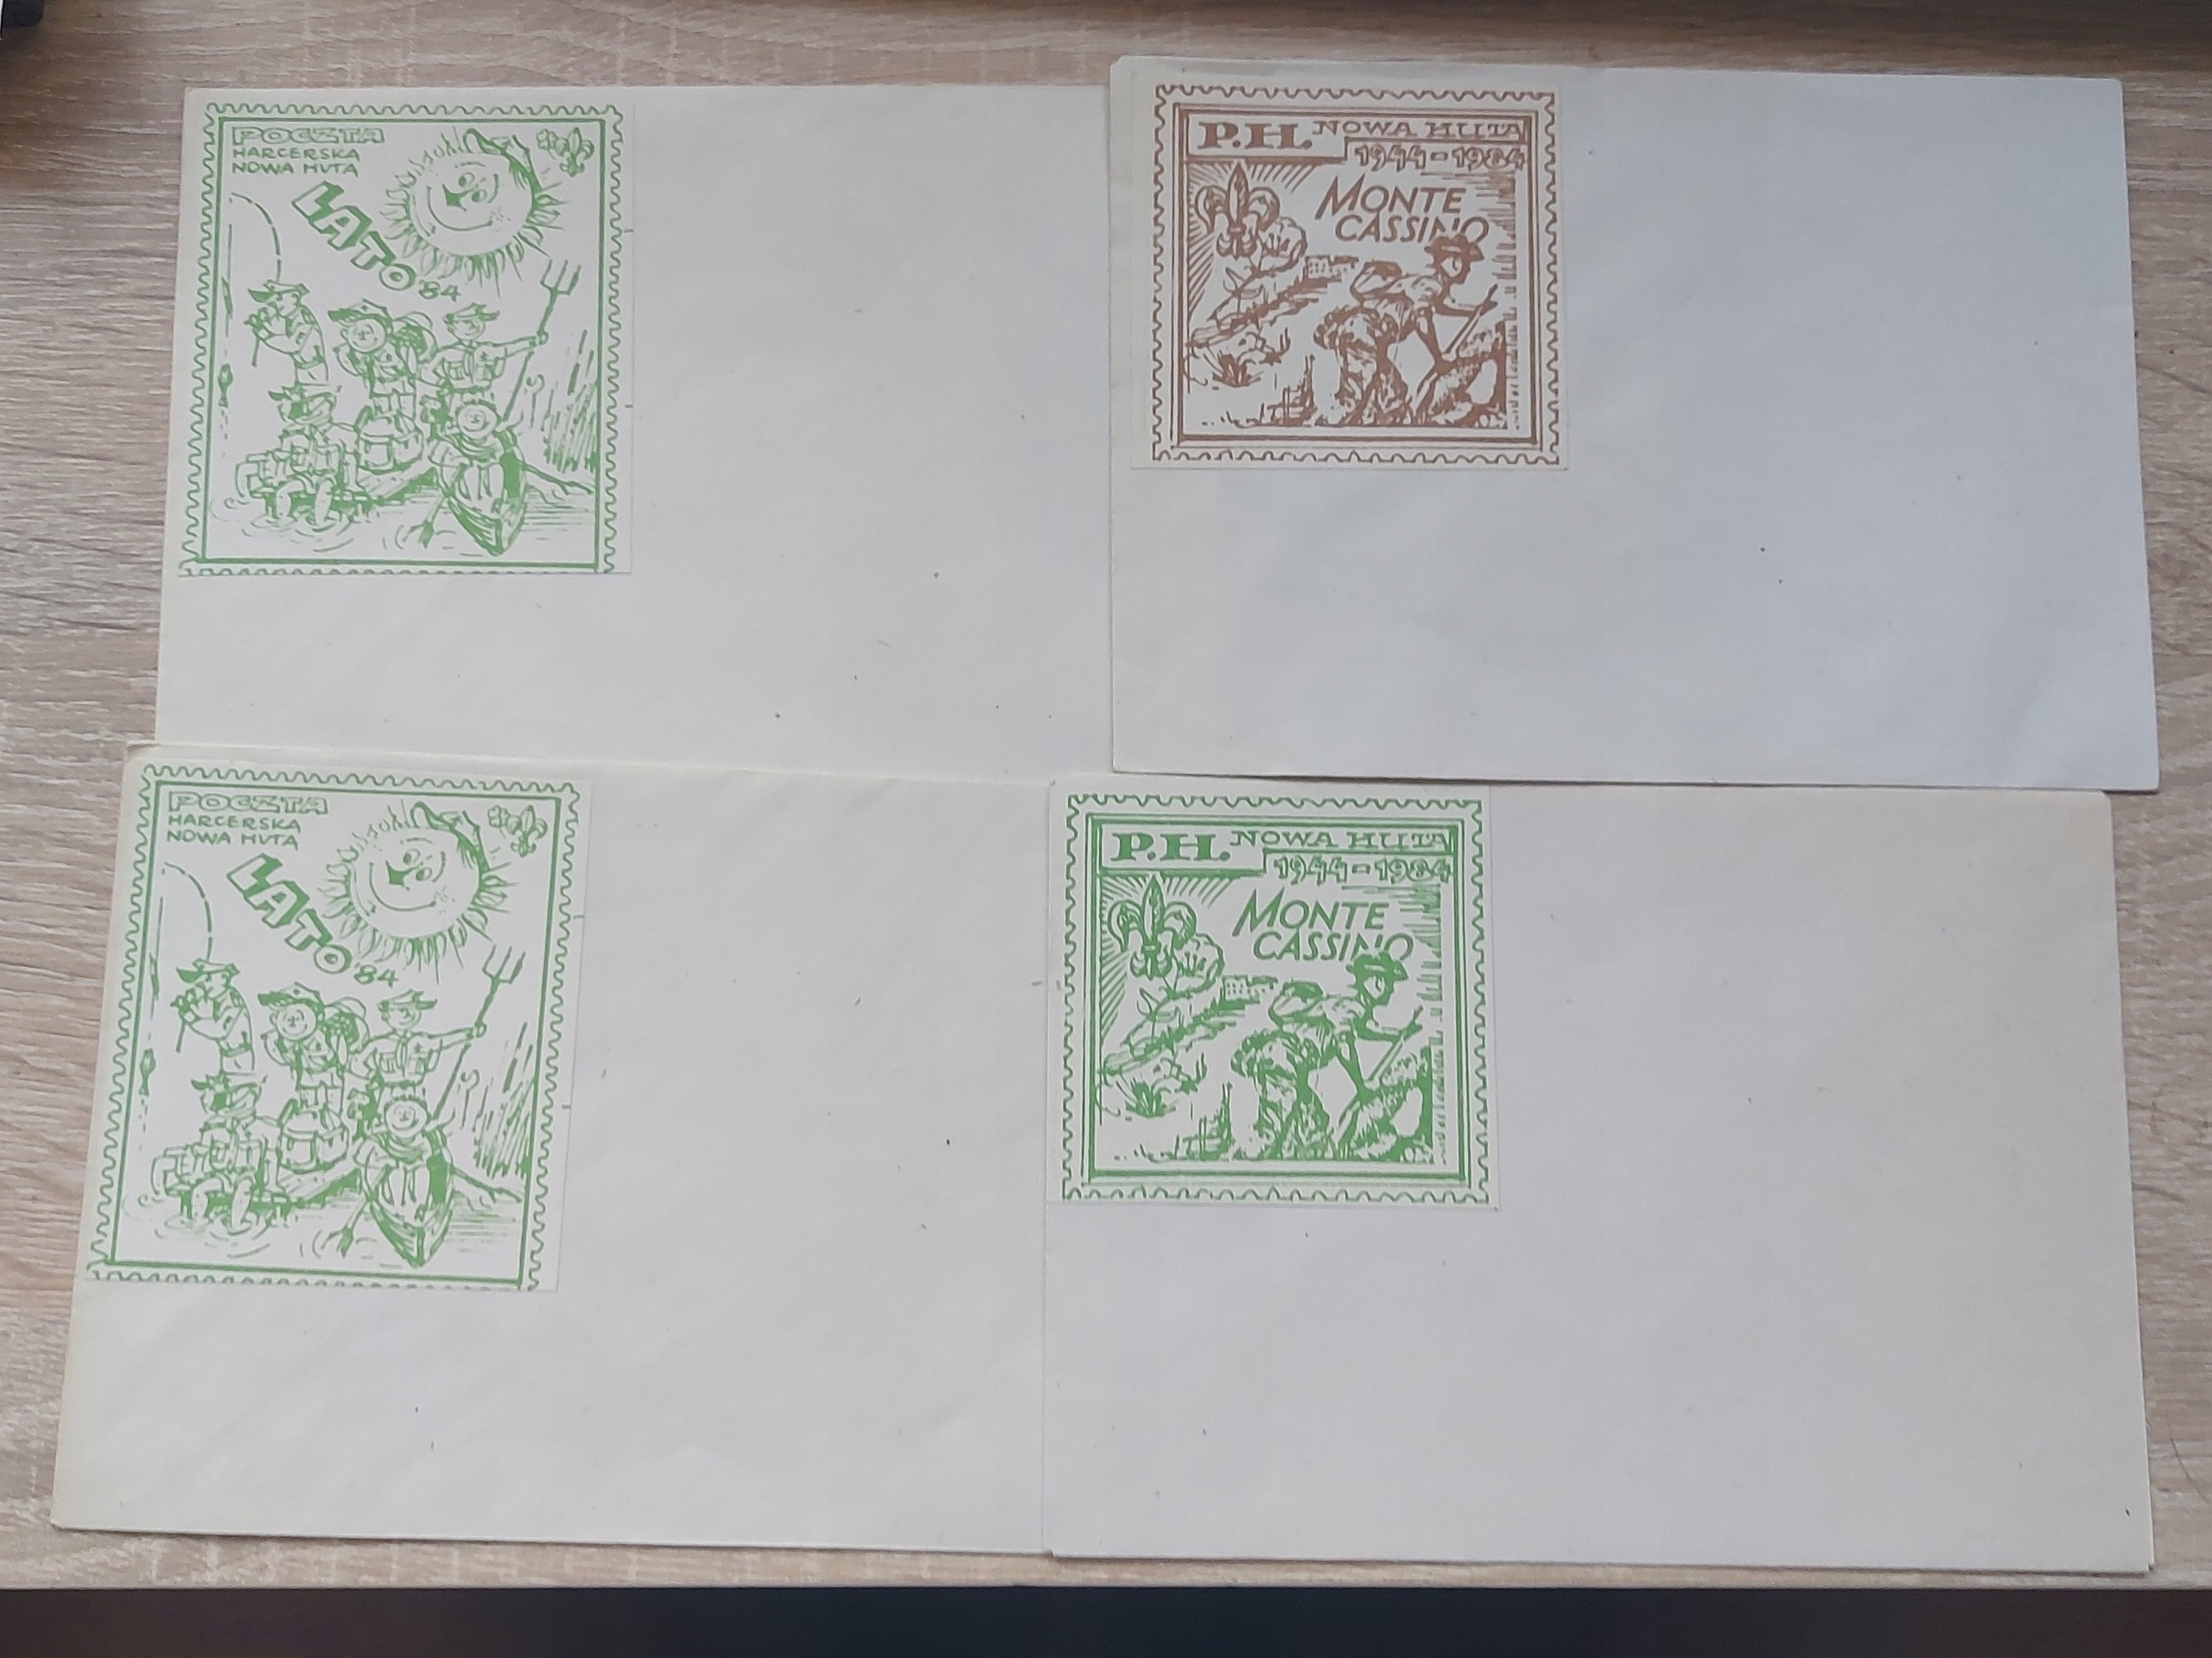 POCZTA
HARCERSKA
NOWA HUTA
LATO '84
P.H. NOWA HUTA
1944-1984
MONTE
CASSINO
POCZTA
HARCERSKA
NOWA HUTA
LATO '84
P.H. NOWA HUTA
1944-1984
MONTE
CASSINO